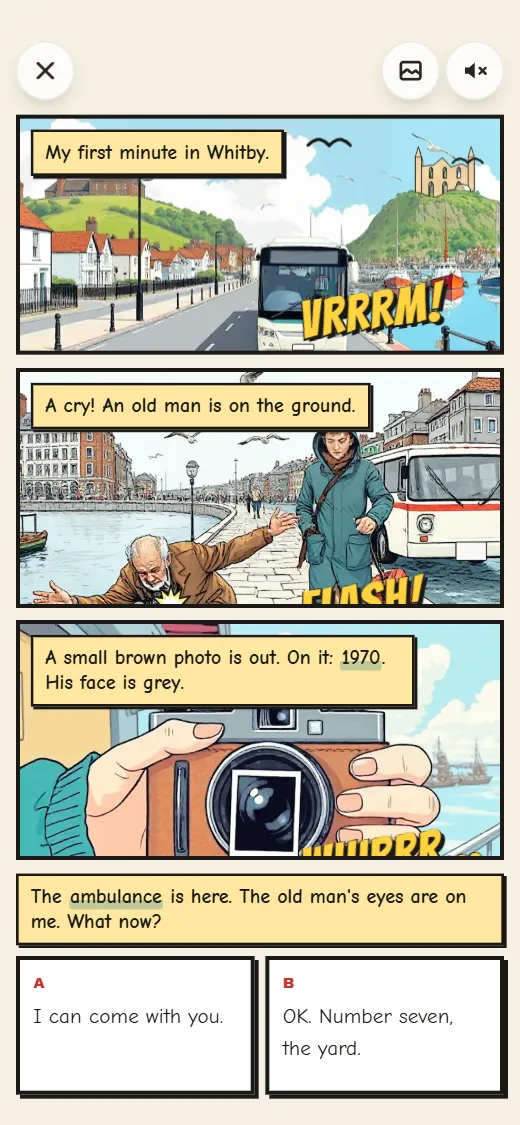 My first minute in Whitby.
VRRRM!
A cry! An old man is on the ground.
FLASH!
A small brown photo is out. On it: 1970.
His face is grey.
The ambulance is here. The old man's eyes are on
me. What now?
A
I can come with you.
B
OK. Number seven,
the yard.